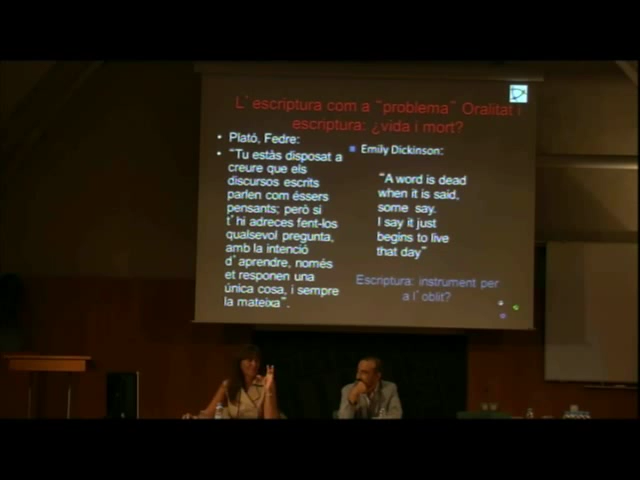 L'escriptura com a "problema" Oralitat i
escriptura: ¿vida i mort?
• Plató, Fedre:
• "Tu estàs disposat a
creure que els
discursos escrits
parlen com éssers
pensants; però si
t'hi adreces fent-los
qualsevol pregunta,
amb la intenció
d'aprendre, només
et responen una
única cosa, i sempre
la mateixa".
Emily Dickinson:
"A word is dead
when it is said,
some say.
I say it just
begins to live
that day"
Escriptura: instrument per
a l'oblit?